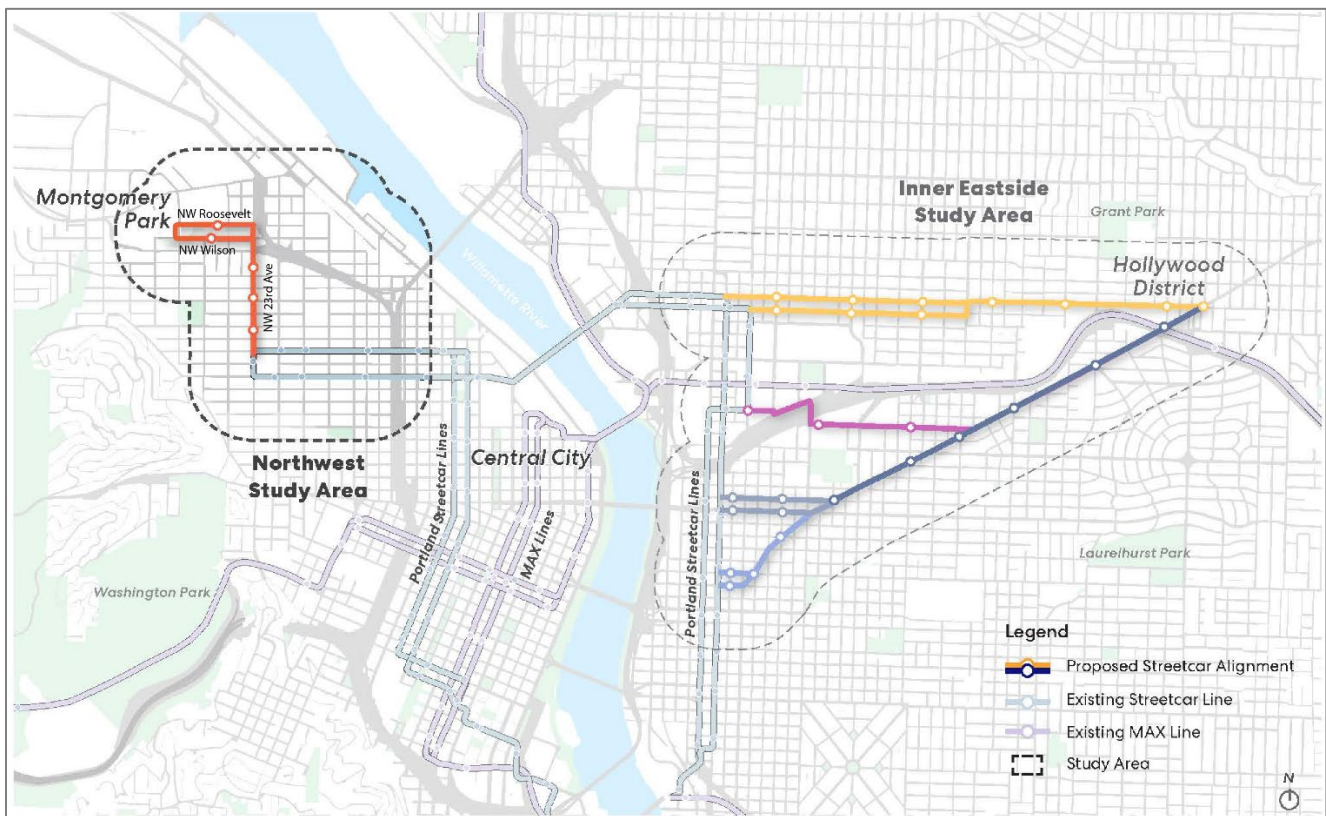 Montgomery
Park
NW Roosevelt
NW Wilson
NW 23rd Ave
Willamette River
Inner Eastside
Study Area
Grant Park
Hollywood
District
Northwest
Study Area
Central City
Portland Streetcar Lines
MAX Lines
Portland Streetcar Lines
Washington Park
Laurelhurst Park
Legend
Proposed Streetcar Alignment
Existing Streetcar Line
Existing MAX Line
Study Area
N